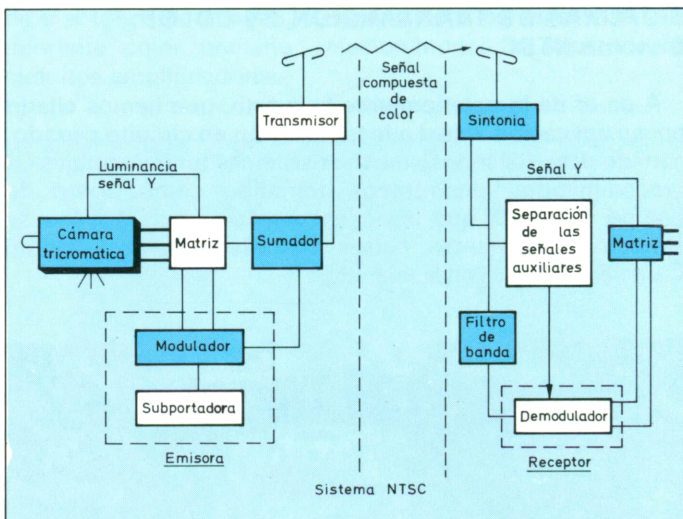 Señal
compuesta
de
color
Transmisor
Sintonia
Luminancia
señal Y
Señal Y
Cámara
tricromática
Matriz
Sumador
Separación
de las
señales
auxiliares
Matriz
Modulador
Filtro
de
banda
Subportadora
Demodulador
Emisora
Receptor
Sistema NTSC